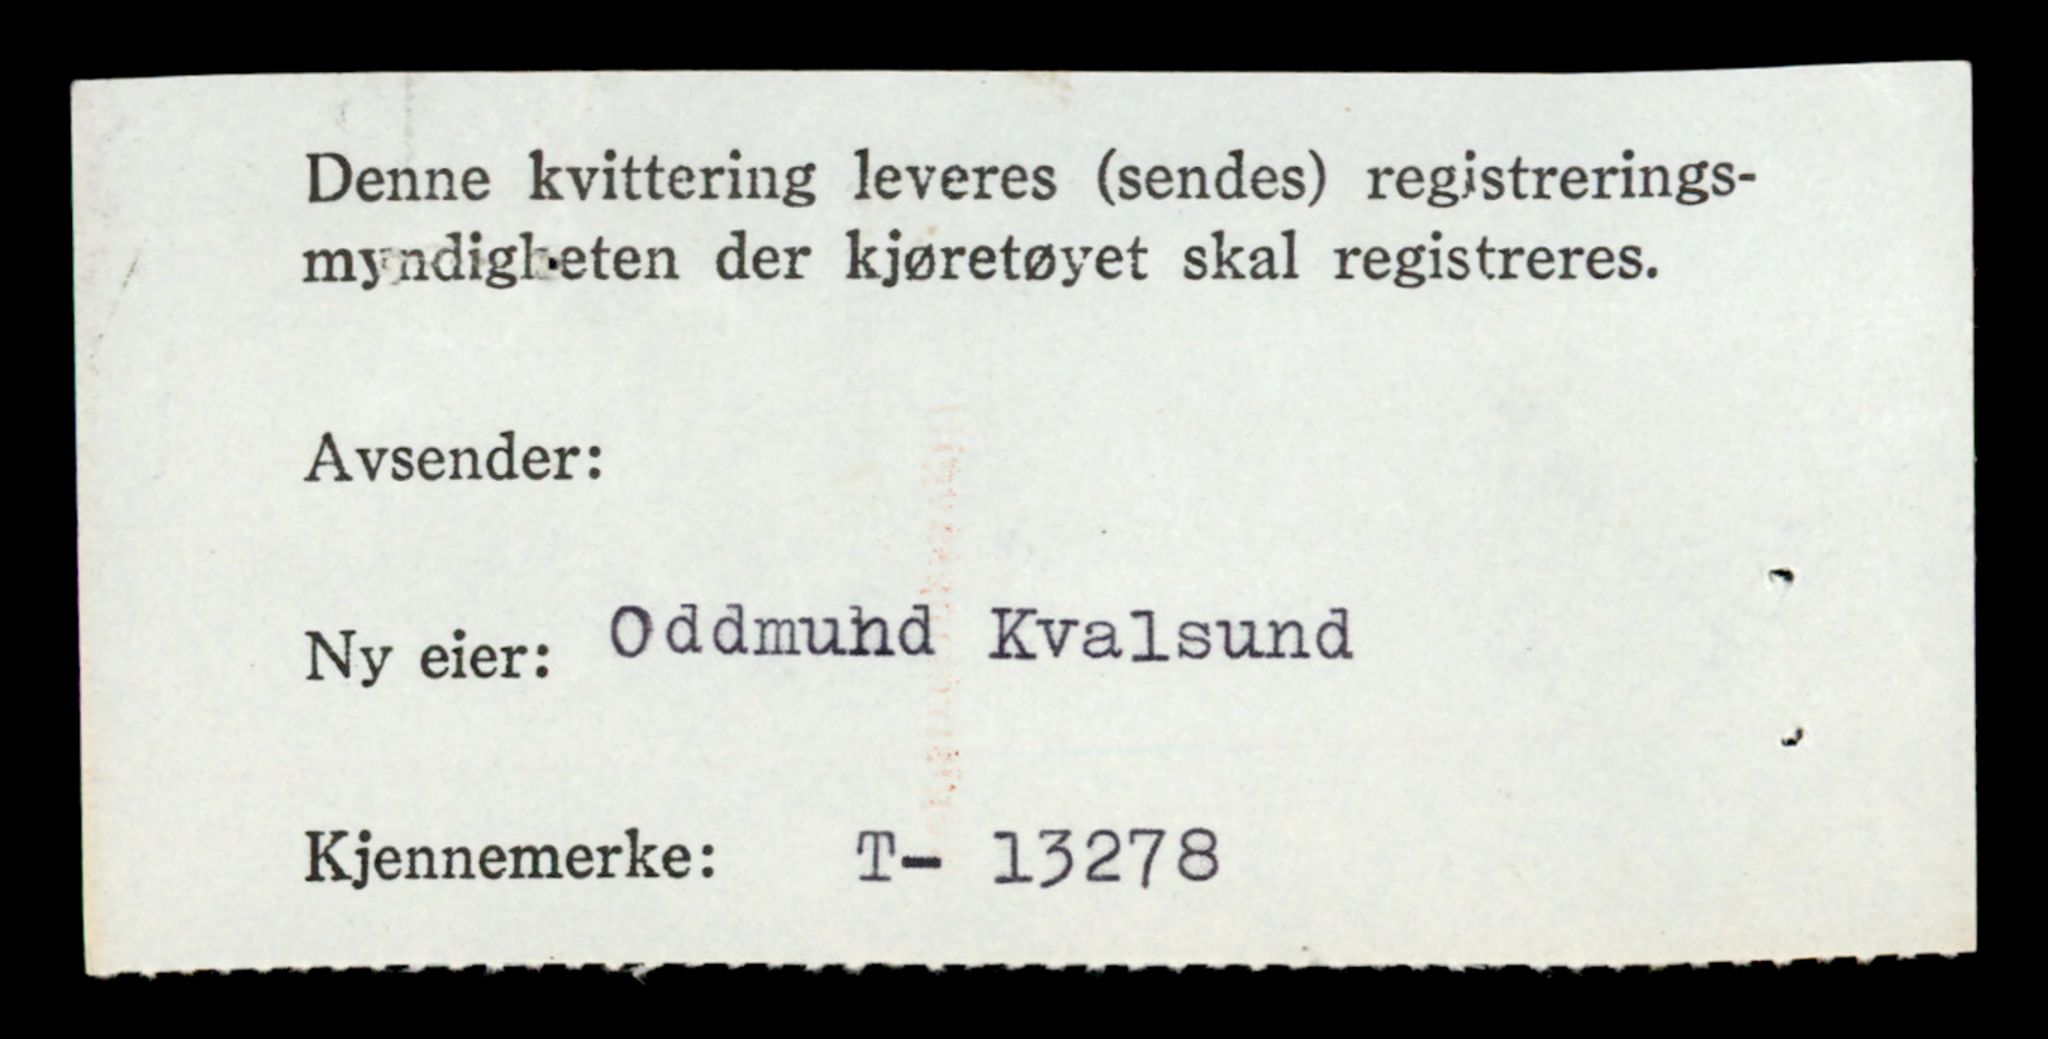 Denne kvittering leveres (sendes) registrerings-
myndigheten der kjøretøyet skal registreres.
Avsender:
Ny eier: Oddmund Kvalsund
Kjennemerke: T- 13278